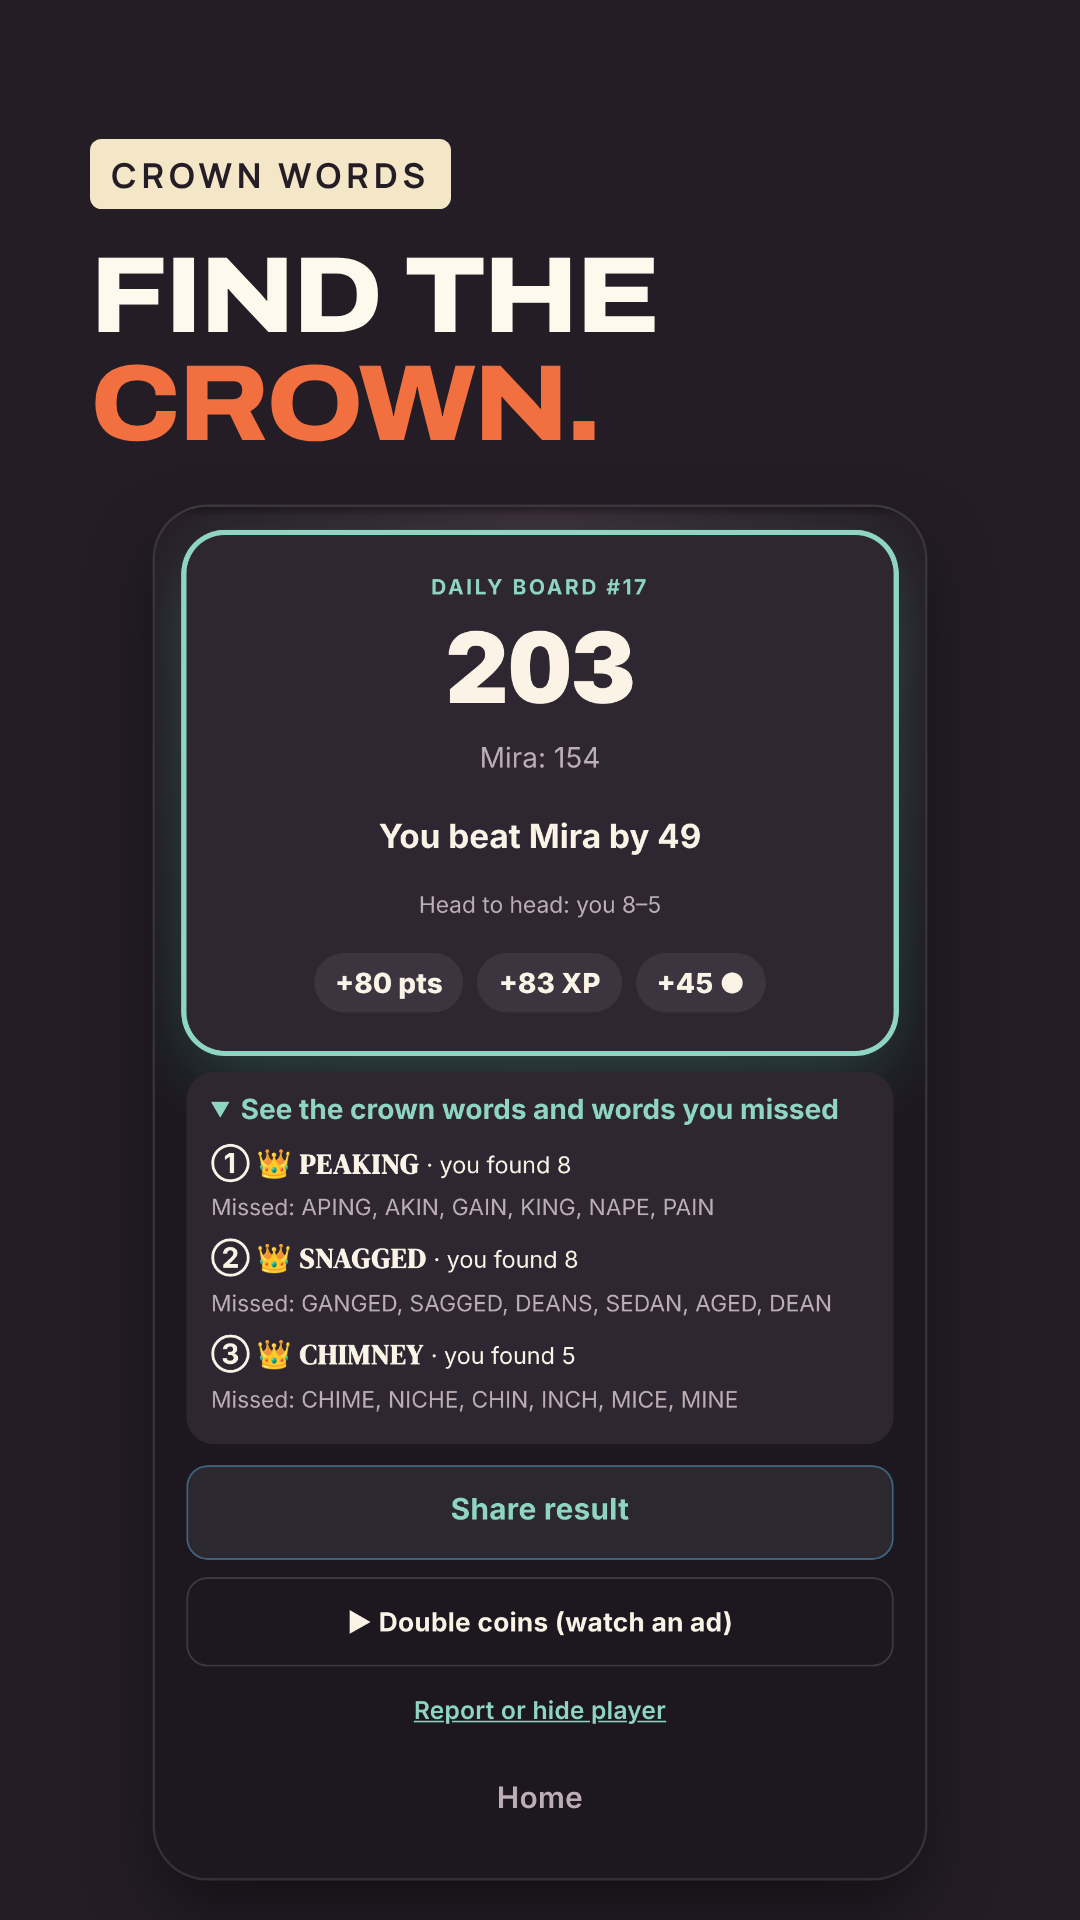 CROWN WORDS
FIND THE
CROWN.
DAILY BOARD #17
203
Mira: 154
You beat Mira by 49
Head to head: you 8–5
+80 pts +83 XP +45
▼ See the crown words and words you missed
① 👑 PEAKING · you found 8
Missed: APING, AKIN, GAIN, KING, NAPE, PAIN
② 👑 SNAGGED · you found 8
Missed: GANGED, SAGGED, DEANS, SEDAN, AGED, DEAN
③ 👑 CHIMNEY · you found 5
Missed: CHIME, NICHE, CHIN, INCH, MICE, MINE
Share result
▶ Double coins (watch an ad)
Report or hide player
Home